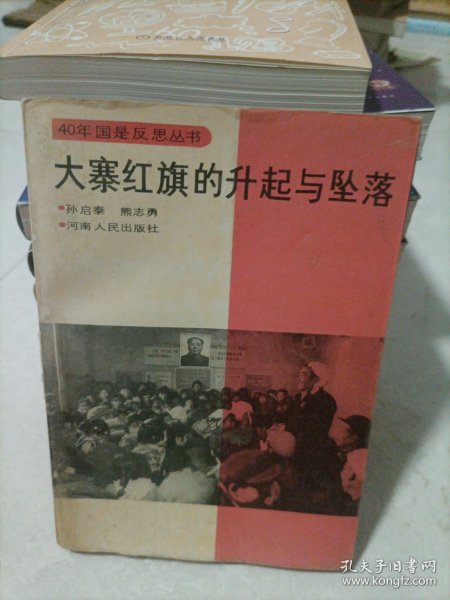 40年国是反思丛书
大寨红旗的升起与坠落
●孙启泰 熊志勇
●河南人民出版社
孔夫子旧书网
www.kongfz.com